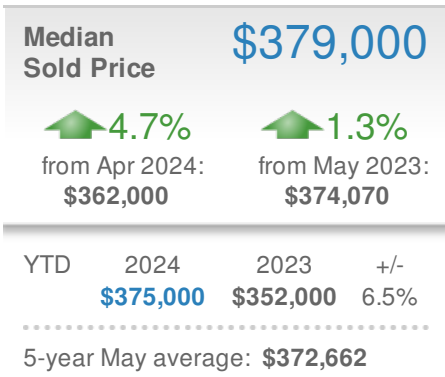 Median
Sold Price
$379,000
4.7%
from Apr 2024:
$362,000
1.3%
from May 2023:
$374,070
YTD 2024 2023 +/-
$375,000 $352,000 6.5%
5-year May average: $372,662